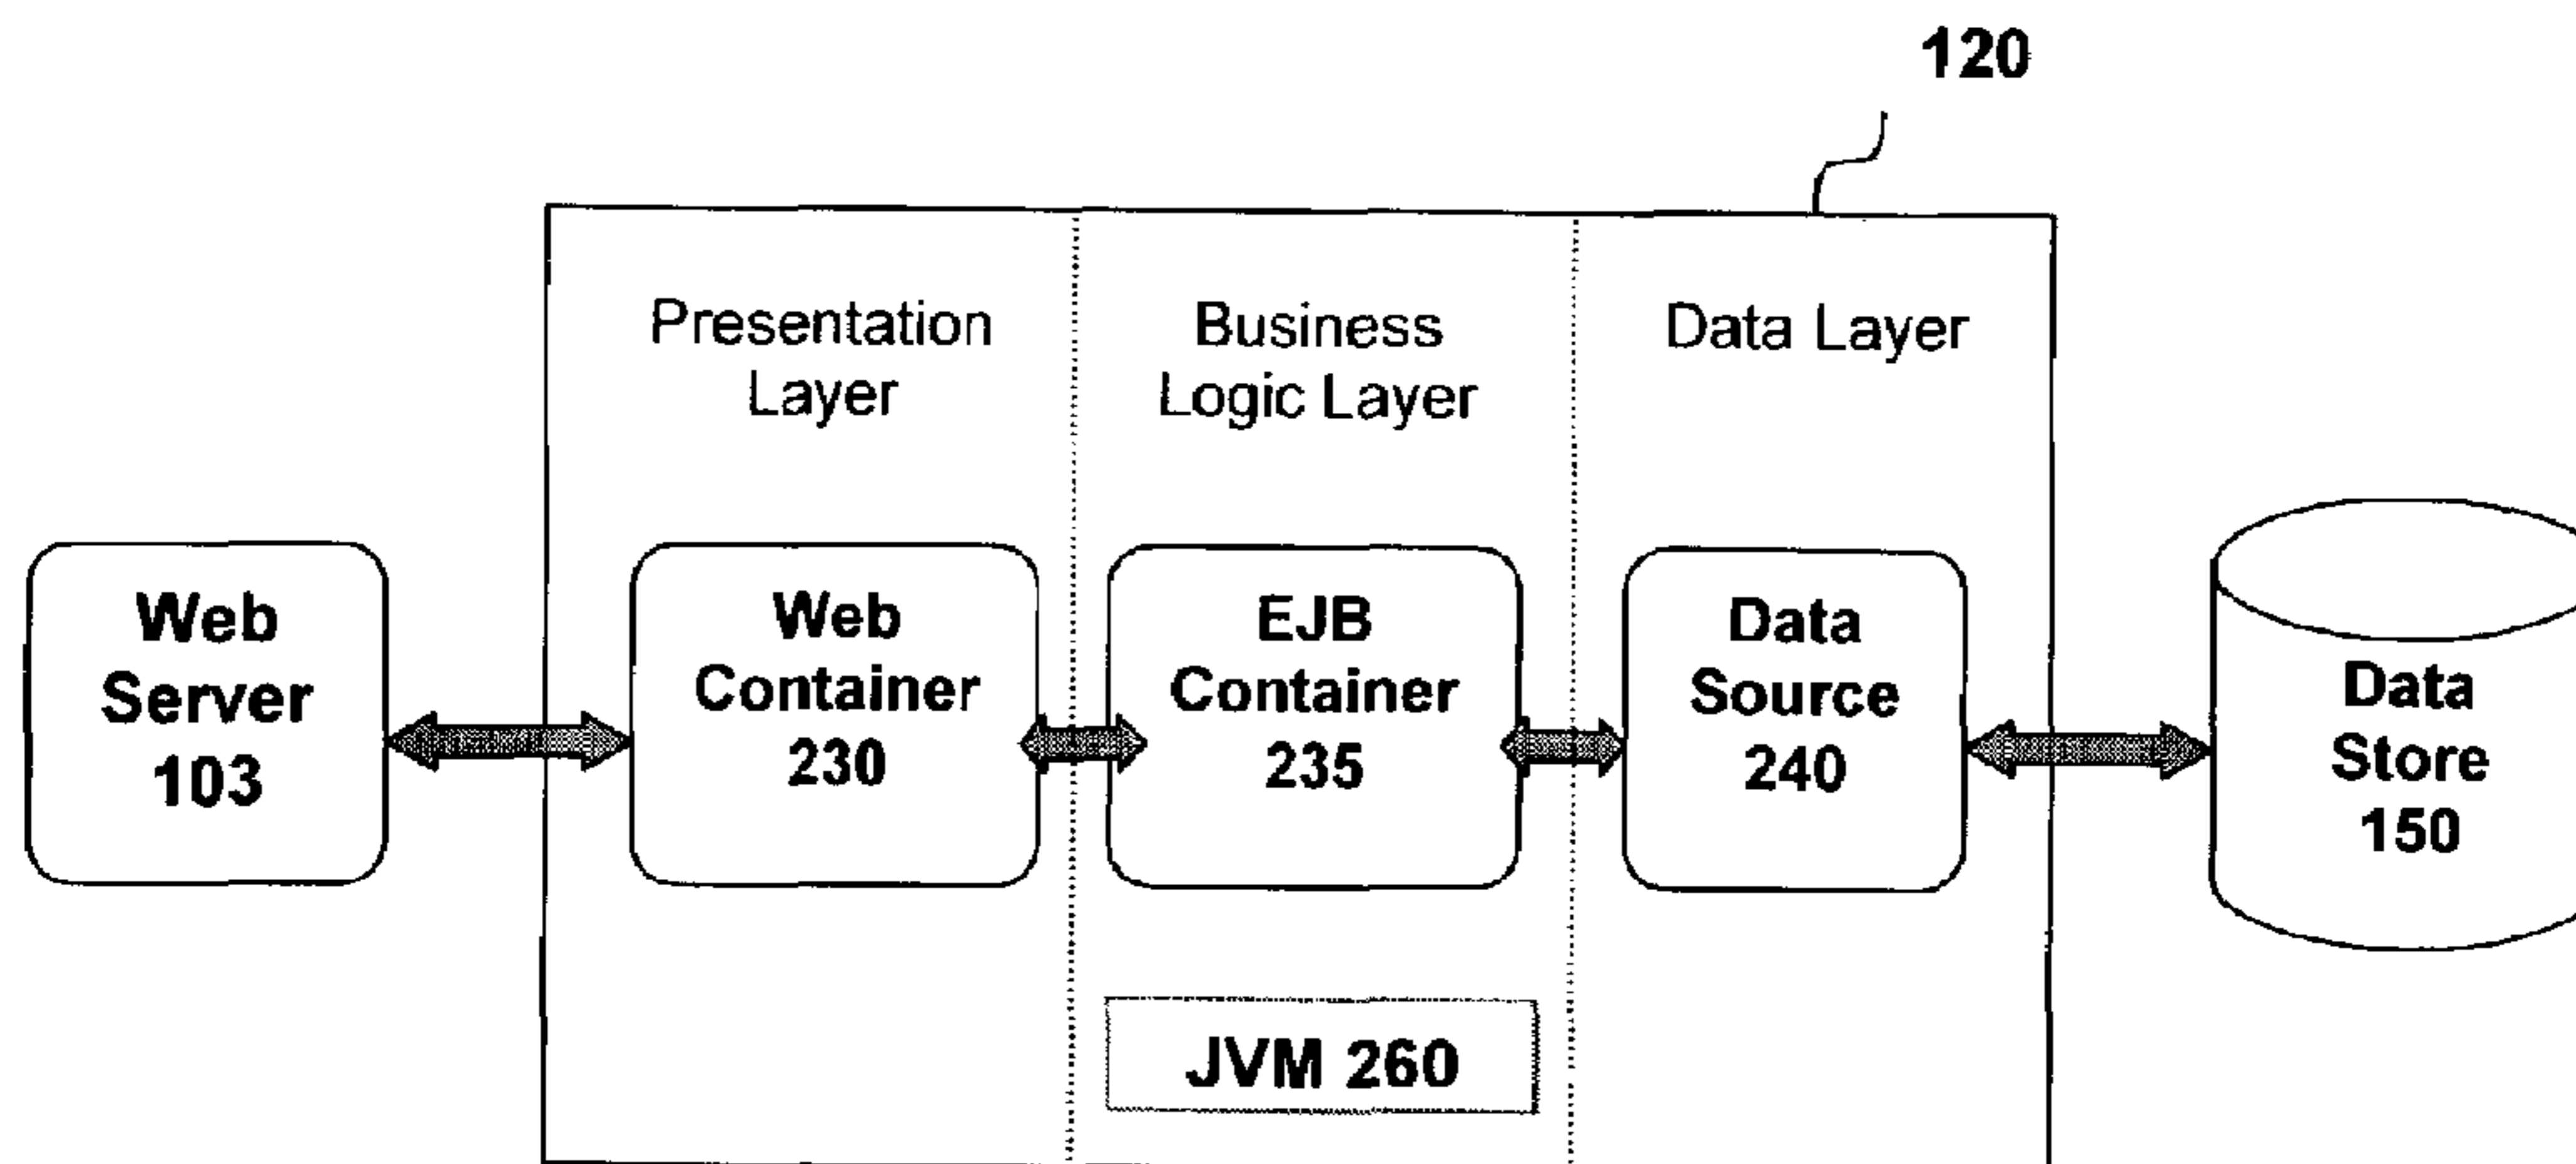 120
Presentation
Layer
Business
Logic Layer
Data Layer
Web
Server
103
Web
Container
230
EJB
Container
235
Data
Source
240
Data
Store
150
JVM 260